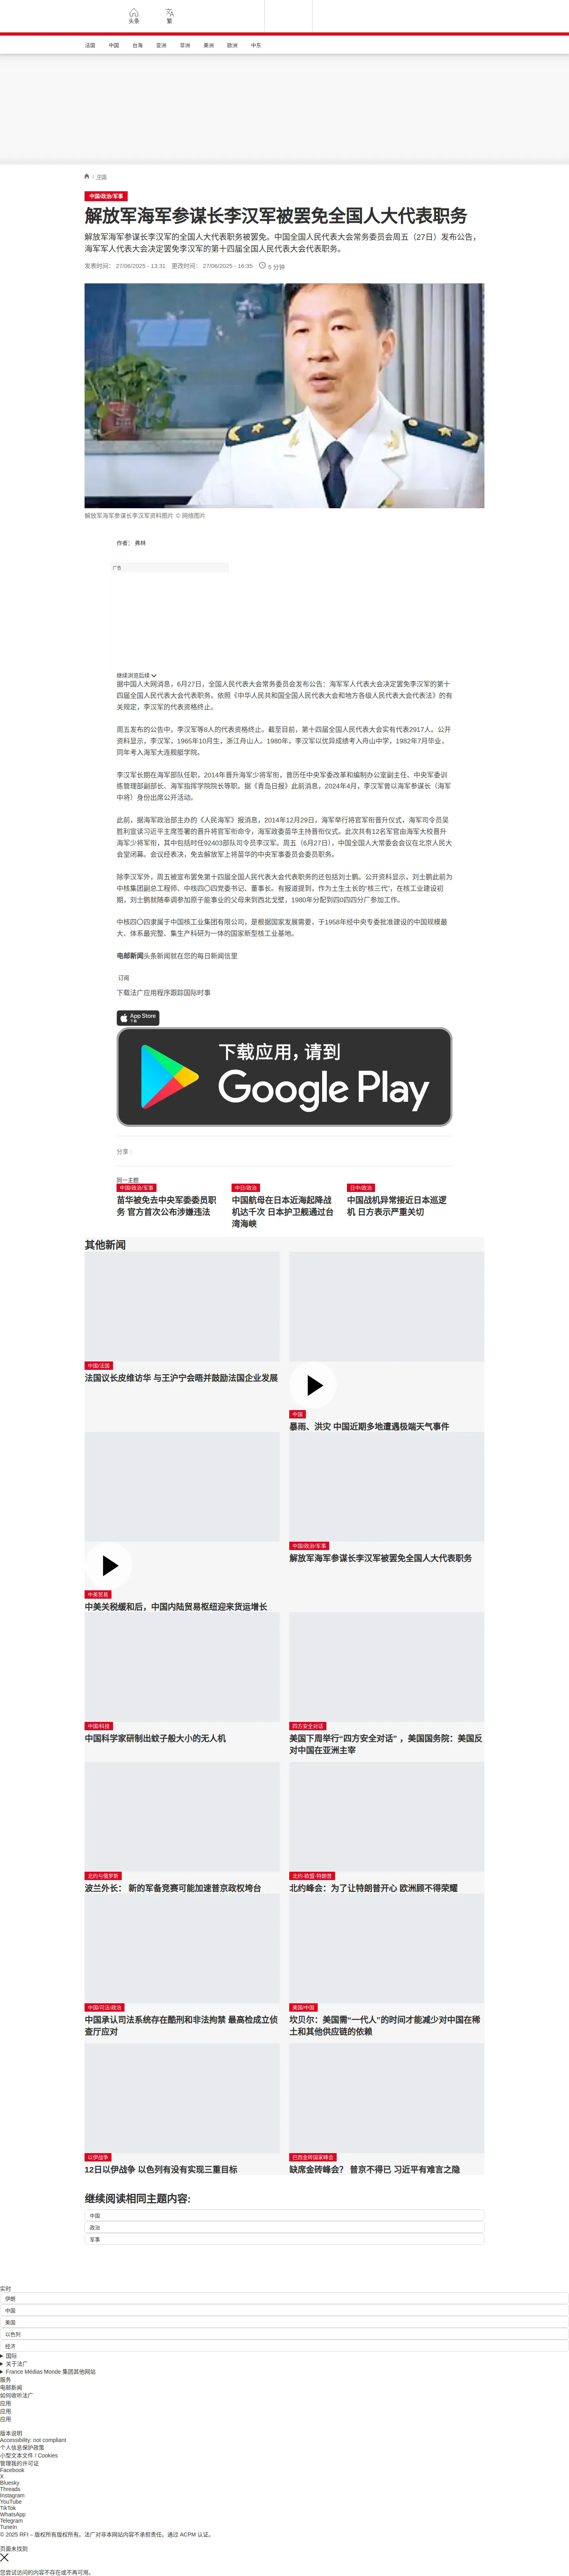 头条
繁
法国
中国
台海
亚洲
非洲
美洲
欧洲
中东
/ 中国
中国/政治/军事
解放军海军参谋长李汉军被罢免全国人大代表职务
解放军海军参谋长李汉军的全国人大代表职务被罢免。中国全国人民代表大会常务委员会周五（27日）发布公告，
海军军人代表大会决定罢免李汉军的第十四届全国人民代表大会代表职务。
发表时间： 27/06/2025 - 13:31 更改时间： 27/06/2025 - 16:35 5 分钟
解放军海军参谋长李汉军资料图片 © 网络图片
作者： 弗林
广告
继续浏览后续
据中国人大网消息，6月27日，全国人民代表大会常务委员会发布公告：海军军人代表大会决定罢免李汉军的第十
四届全国人民代表大会代表职务。依照《中华人民共和国全国人民代表大会和地方各级人民代表大会代表法》的有
关规定，李汉军的代表资格终止。
周五发布的公告中，李汉军等8人的代表资格终止。截至目前，第十四届全国人民代表大会实有代表2917人。公开
资料显示，李汉军，1965年10月生，浙江舟山人。1980年，李汉军以优异成绩考入舟山中学，1982年7月毕业，
同年考入海军大连舰艇学院。
李汉军长期在海军部队任职，2014年晋升海军少将军衔，曾历任中央军委改革和编制办公室副主任、中央军委训
练管理部副部长、海军指挥学院院长等职。据《青岛日报》此前消息，2024年4月，李汉军曾以海军参谋长（海军
中将）身份出席公开活动。
此前，据海军政治部主办的《人民海军》报消息，2014年12月29日，海军举行将官军衔晋升仪式，海军司令员吴
胜利宣读习近平主席签署的晋升将官军衔命令，海军政委苗华主持晋衔仪式。此次共有12名军官由海军大校晋升
海军少将军衔，其中包括时任92403部队司令员李汉军。周五（6月27日），中国全国人大常委会会议在北京人民大
会堂闭幕。会议经表决，免去解放军上将苗华的中央军事委员会委员职务。
除李汉军外，周五被宣布罢免第十四届全国人民代表大会代表职务的还包括刘士鹏。公开资料显示，刘士鹏此前为
中核集团副总工程师、中核四〇四党委书记、董事长。有报道提到，作为土生土长的“核三代”，在核工业建设初
期，刘士鹏就随奉调参加原子能事业的父母来到西北戈壁，1980年分配到四0四四分厂参加工作。
中核四〇四隶属于中国核工业集团有限公司，是根据国家发展需要，于1958年经中央专委批准建设的中国规模最
大、体系最完整、集生产科研为一体的国家新型核工业基地。
电邮新闻头条新闻就在您的每日新闻信里
订阅
下载法广应用程序跟踪国际时事
App Store
下载
下载应用，请到
Google Play
分享 :
同一主题
中国/政治/军事
苗华被免去中央军委委员职
务 官方首次公布涉嫌违法
中日/政治
中国航母在日本近海起降战
机达千次 日本护卫舰通过台
湾海峡
日中/政治
中国战机异常接近日本巡逻
机 日方表示严重关切
其他新闻
中国/法国
法国议长皮维访华 与王沪宁会晤并鼓励法国企业发展
中国
暴雨、洪灾 中国近期多地遭遇极端天气事件
中美贸易
中美关税缓和后，中国内陆贸易枢纽迎来货运增长
中国/政治/军事
解放军海军参谋长李汉军被罢免全国人大代表职务
中国/科技
中国科学家研制出蚊子般大小的无人机
四方安全对话
美国下周举行"四方安全对话" ，美国国务院：美国反
对中国在亚洲主宰
北约与俄罗斯
波兰外长： 新的军备竞赛可能加速普京政权垮台
北约-欧盟-特朗普
北约峰会：为了让特朗普开心 欧洲顾不得荣耀
中国/司法/政治
中国承认司法系统存在酷刑和非法拘禁 最高检成立侦
查厅应对
美国/中国
坎贝尔：美国需"一代人"的时间才能减少对中国在稀
土和其他供应链的依赖
以伊战争
12日以伊战争 以色列有没有实现三重目标
巴西金砖国家峰会
缺席金砖峰会？ 普京不得已 习近平有难言之隐
继续阅读相同主题内容:
中国
政治
军事
实时
伊朗
中国
美国
以色列
经济
国际
关于法广
France Médias Monde 集团其他网站
服务
电邮新闻
如何收听法广
应用
应用
应用
版本说明
Accessibility: not compliant
个人信息保护政策
小型文本文件 / Cookies
管理我的许可证
Facebook
X
Bluesky
Threads
Instagram
YouTube
TikTok
WhatsApp
Telegram
TuneIn
© 2025 RFI – 版权所有版权所有。法广对非本网站内容不承担责任。通过 ACPM 认证。
页面未找到
您尝试访问的内容不存在或不再可用。